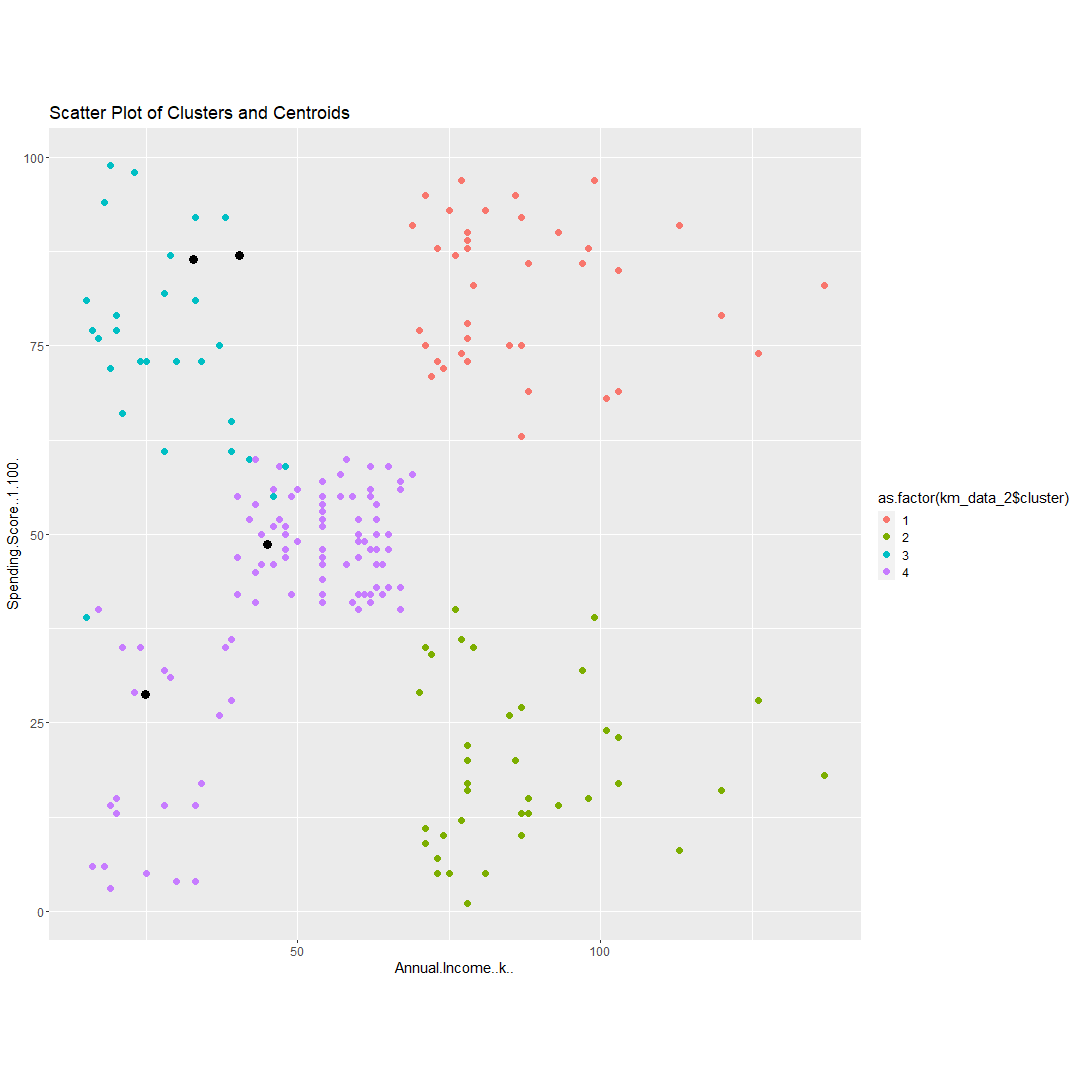 Scatter Plot of Clusters and Centroids
100
75
50
25
0
Spending.Score..1.100.
50
100
Annual.Income..k..
as.factor(km_data_2$cluster)
1
2
3
4